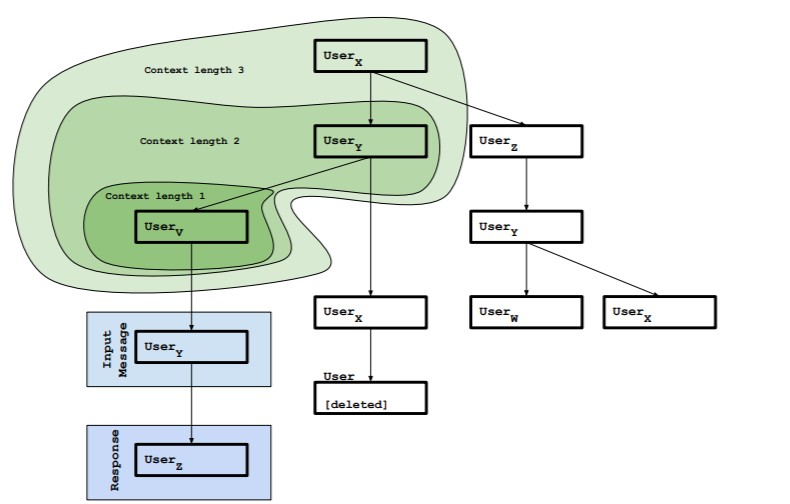 User_X
Context length 3
Context length 2
User_Y
User_Z
Context length 1
User_V
User_Y
User_X
User_W
User_X
Input
Message
User_Y
User
[deleted]
Response
User_Z